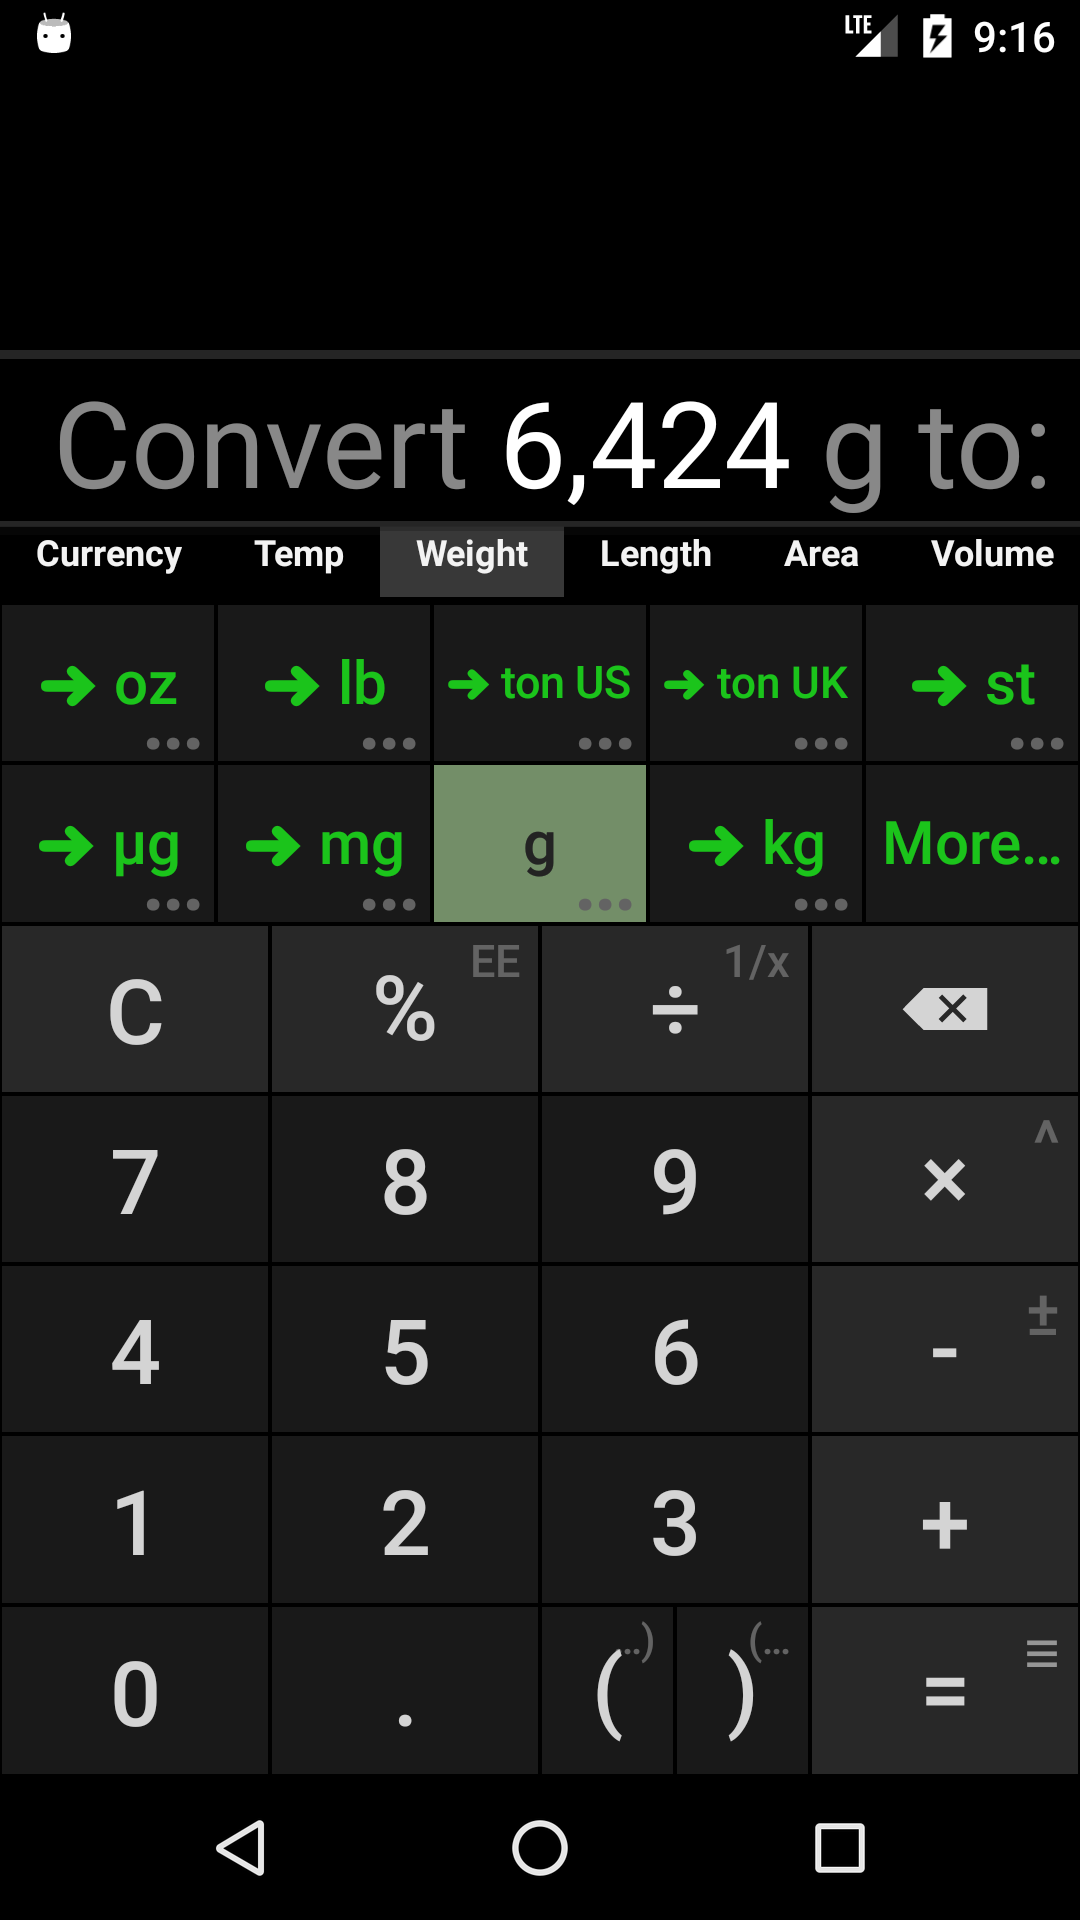 LTE 9:16
Convert 6,424 g to:
Currency Temp Weight Length Area Volume
→ oz → lb → ton US → ton UK → st
→ µg → mg g → kg More...
C % EE ÷ 1/x
7 8 9 × ^
4 5 6 - ±
1 2 3 +
0 . ( ..) ) (... =